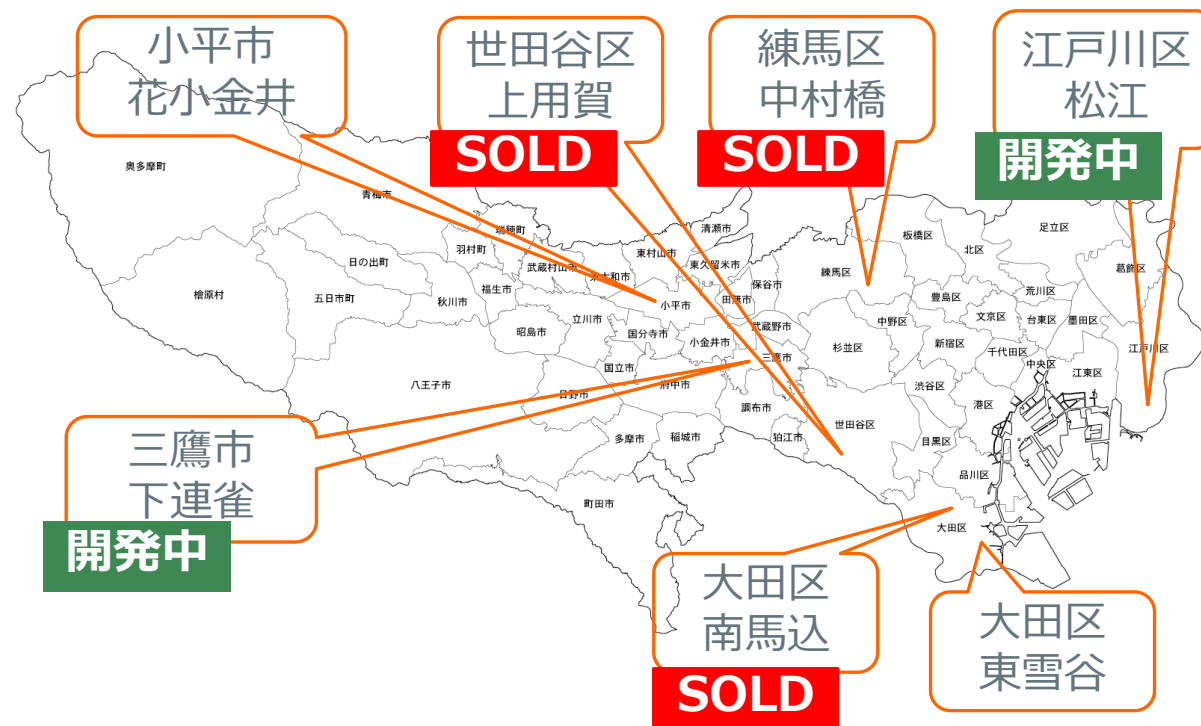 小平市
花小金井
世田谷区
上用賀
SOLD
練馬区
中村橋
SOLD
江戸川区
松江
開発中
奥多摩町
青梅市
瑞穂町
羽村町
日の出町
五日市町
檜原村
秋川市
福生市
武蔵村山市
東大和市
東村山市
清瀬市
東久留米市
昭島市
立川市
小平市
田無市
保谷市
国分寺市
小金井市
武蔵野市
三鷹市
国立市
府中市
八王子市
日野市
調布市
狛江市
多摩市
稲城市
町田市
練馬区
板橋区
北区
足立区
葛飾区
豊島区
荒川区
中野区
文京区
台東区
墨田区
杉並区
新宿区
千代田区
中央区
江東区
江戸川区
渋谷区
港区
世田谷区
目黒区
品川区
大田区
三鷹市
下連雀
開発中
大田区
南馬込
SOLD
大田区
東雪谷